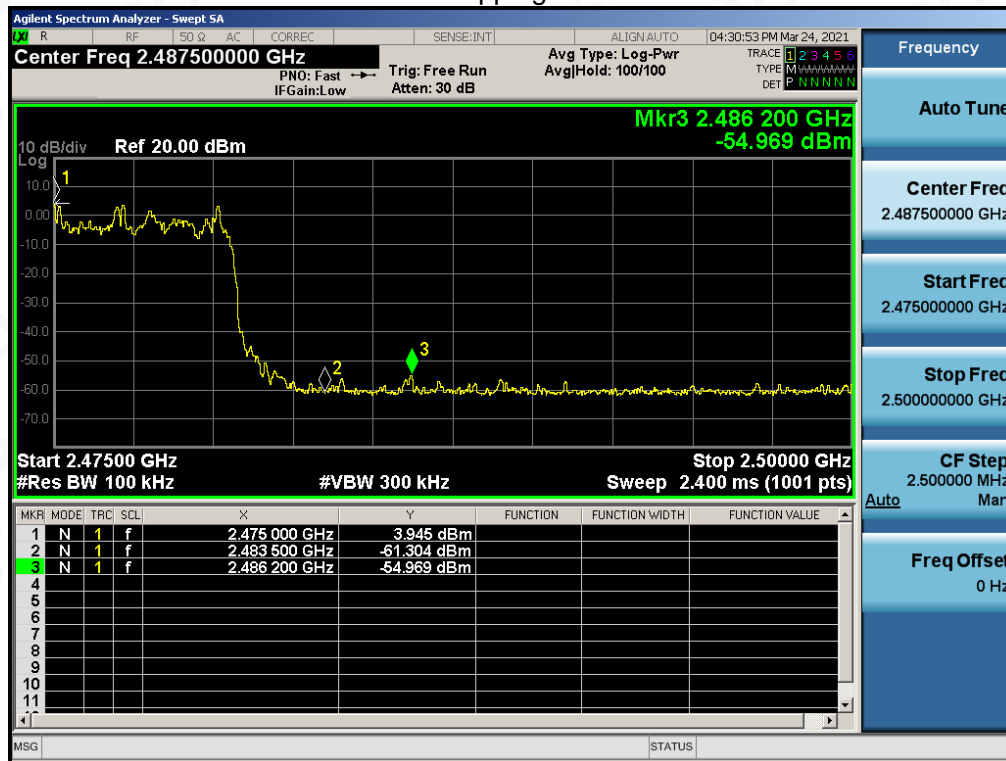 pping
Agilent Spectrum Analyzer - Swept SA
LXI R RF 50 Ω AC CORREC SENSE:INT ALIGN AUTO 04:30:53 PM Mar 24, 2021
Center Freq 2.487500000 GHz
PNO: Fast
IFGain:Low
Trig: Free Run
Atten: 30 dB
Avg Type: Log-Pwr
Avg|Hold: 100/100
TRACE 1 2 3 4 5 6
TYPE M
DET P N N N N N
Mkr3 2.486 200 GHz
-54.969 dBm
10 dB/div Ref 20.00 dBm
Log
10.0
0.00
-10.0
-20.0
-30.0
-40.0
-50.0
-60.0
-70.0
1
2
3
Start 2.47500 GHz Stop 2.50000 GHz
#Res BW 100 kHz #VBW 300 kHz Sweep 2.400 ms (1001 pts)
MKR MODE TRC SCL X Y FUNCTION FUNCTION WIDTH FUNCTION VALUE
1 N 1 f 2.475 000 GHz 3.945 dBm
2 N 1 f 2.483 500 GHz -61.304 dBm
3 N 1 f 2.486 200 GHz -54.969 dBm
4
5
6
7
8
9
10
11
MSG STATUS
Frequency
Auto Tune
Center Freq
2.487500000 GHz
Start Freq
2.475000000 GHz
Stop Freq
2.500000000 GHz
CF Step
2.500000 MHz
Auto Man
Freq Offset
0 Hz